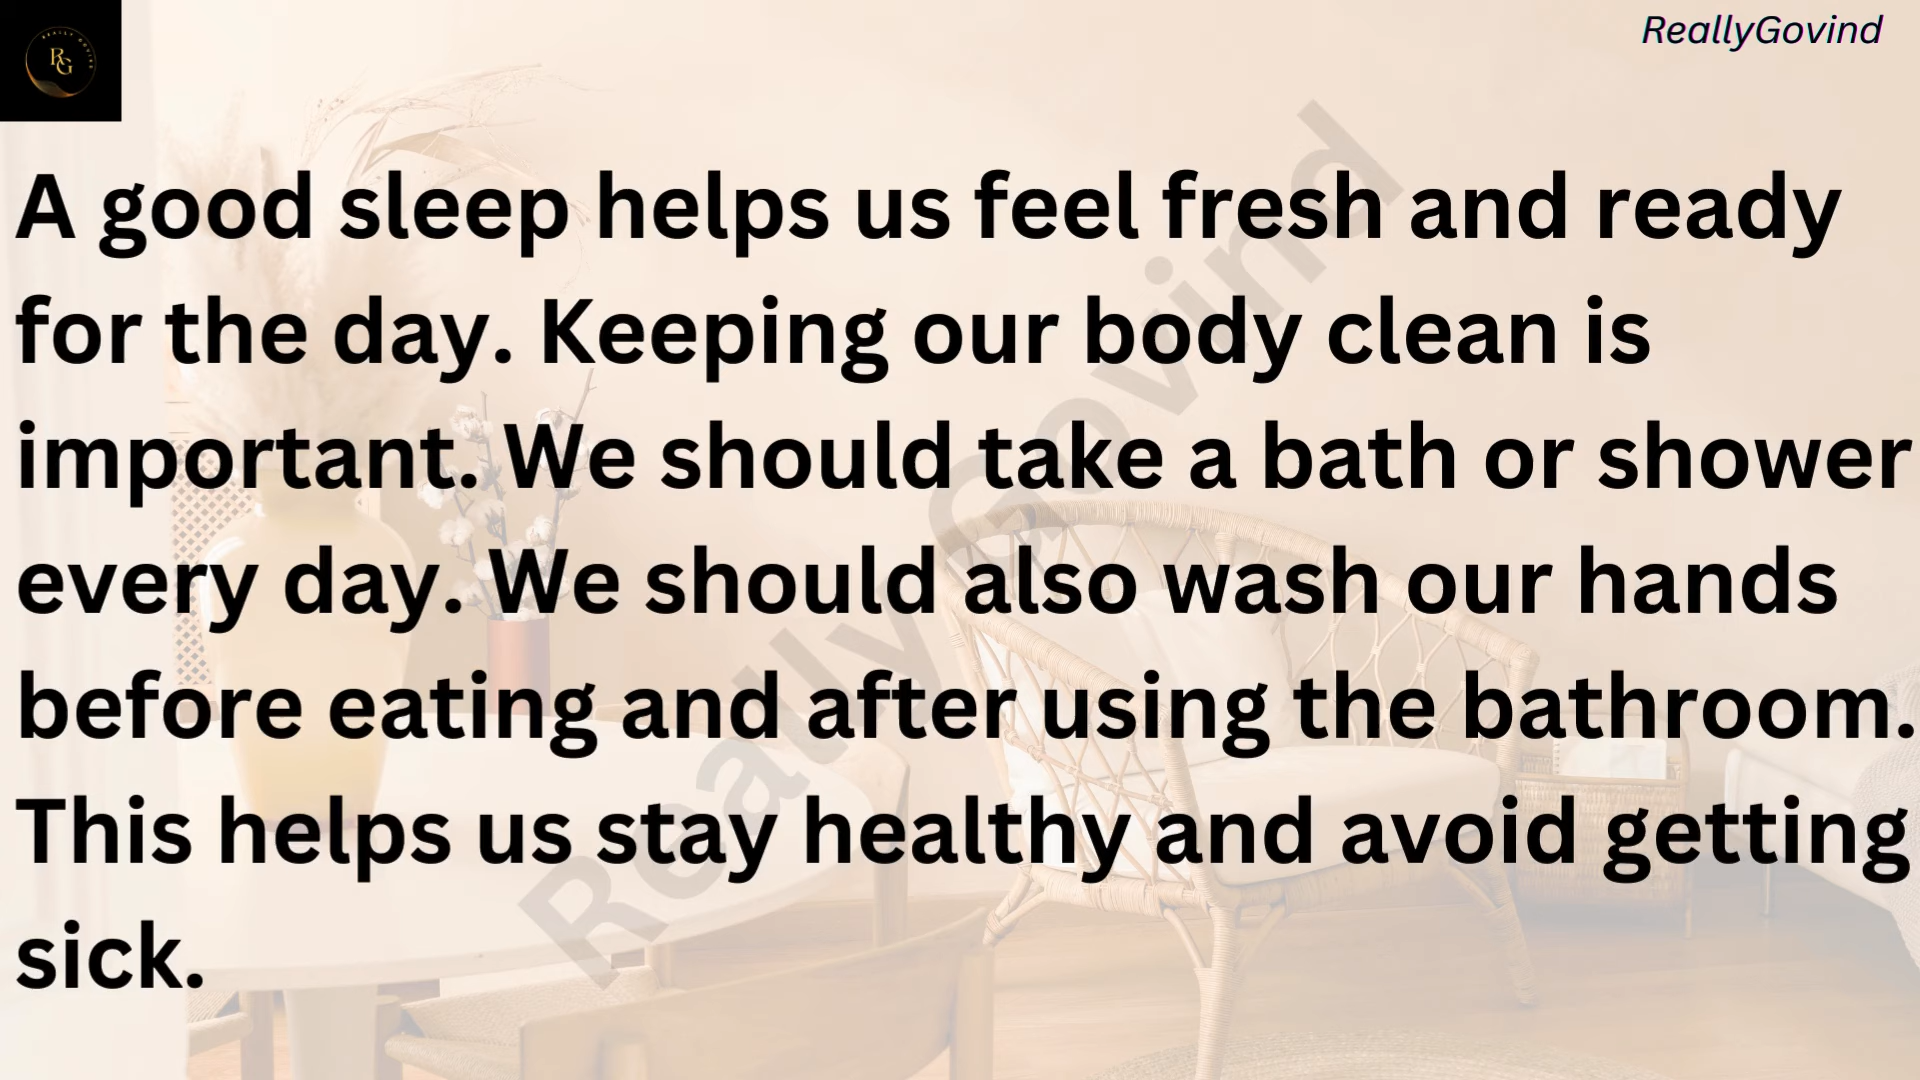 ReallyGovind
RG
A good sleep helps us feel fresh and ready
for the day. Keeping our body clean is
important. We should take a bath or shower
every day. We should also wash our hands
before eating and after using the bathroom.
This helps us stay healthy and avoid getting
sick.
ReallyGovind